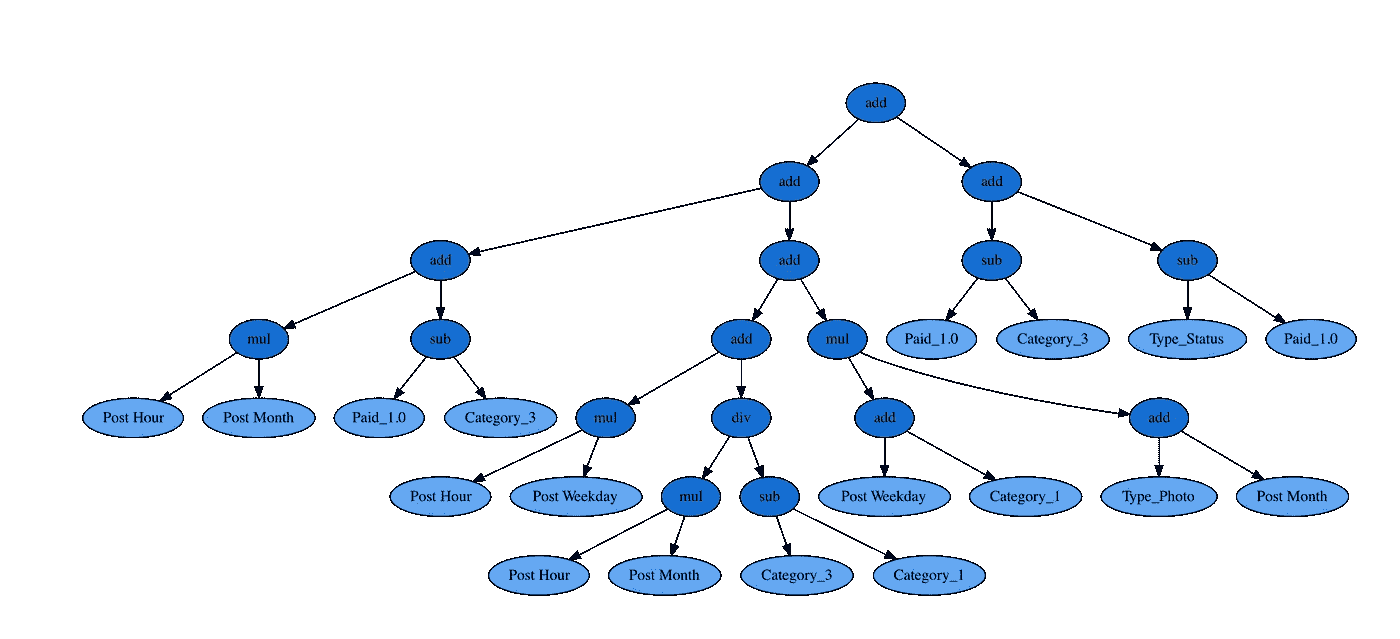 add
add add
add add sub sub
mul sub add mul Paid_1.0 Category_3 Type_Status Paid_1.0
Post Hour Post Month Paid_1.0 Category_3 mul div add add
Post Hour Post Weekday mul sub Post Weekday Category_1 Type_Photo Post Month
Post Hour Post Month Category_3 Category_1